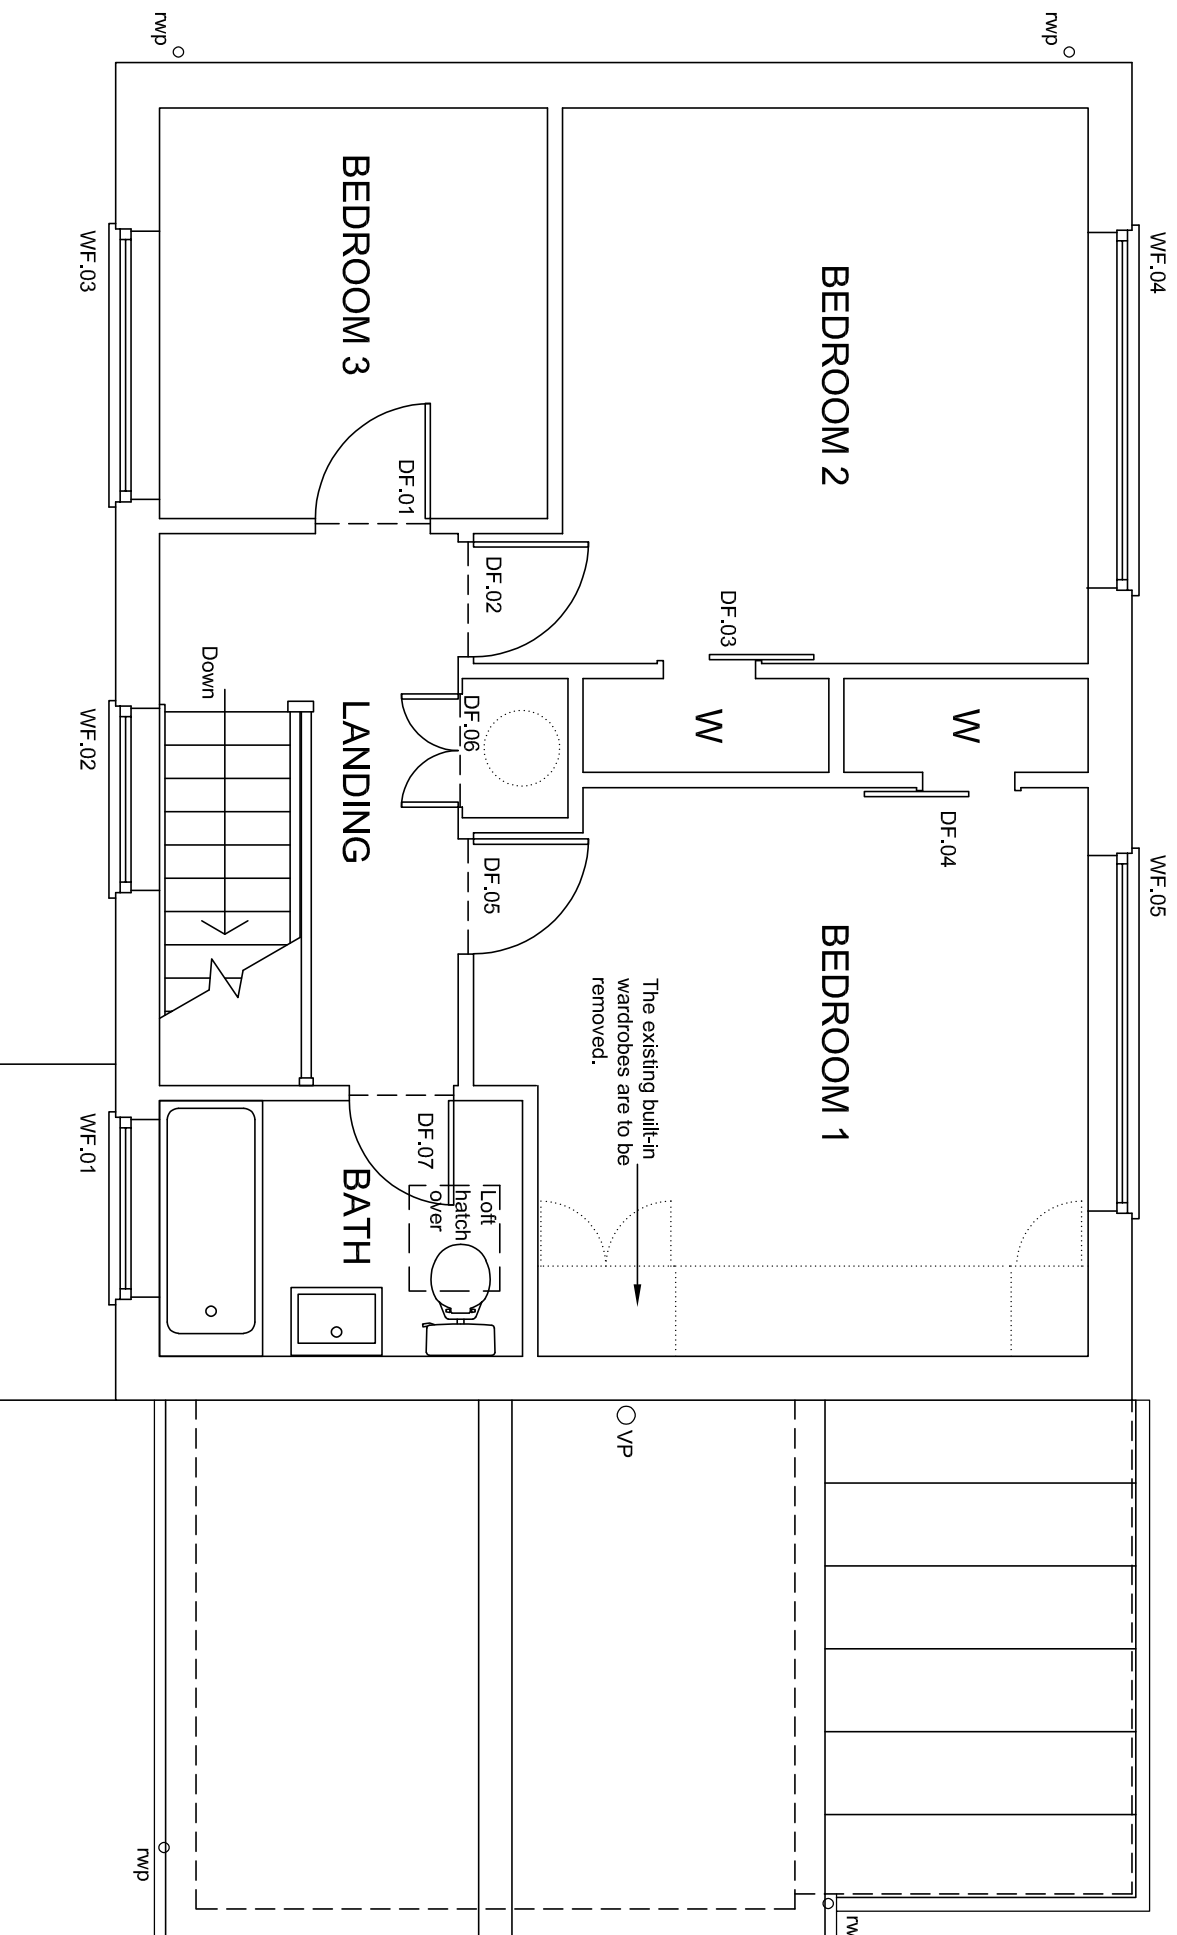 rwp
rwp
WF.04
WF.05
BEDROOM 2
BEDROOM 1
W
W
DF.03
DF.04
The existing built-in
wardrobes are to be
removed.
DF.02
DF.06
DF.05
BEDROOM 3
DF.01
LANDING
Down
DF.07
BATH
Loft
hatch
over
WF.03
WF.02
WF.01
VP
rwp
rw